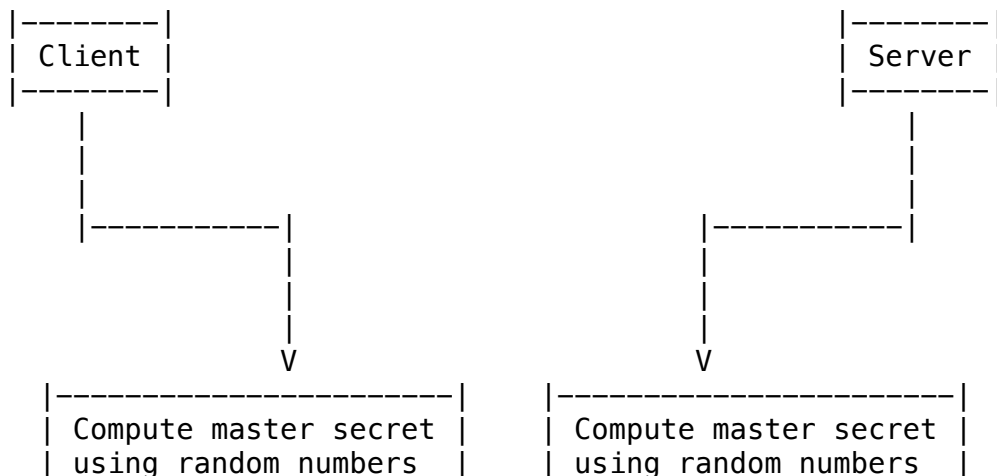 Client
Server
Compute master secret
using random numbers
Compute master secret
using random numbers